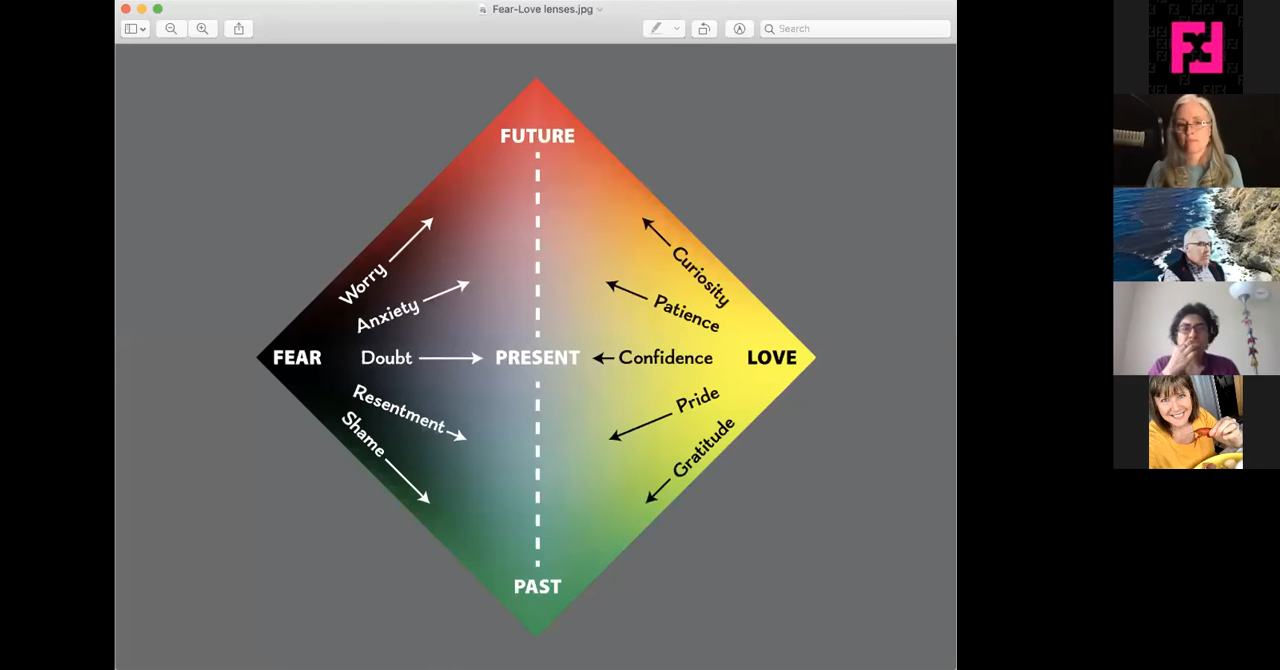 Fear-Love lenses.jpg
Search
FUTURE
Curiosity
Worry
Patience
Anxiety
FEAR
Doubt
PRESENT
Confidence
LOVE
Resentment
Pride
Shame
Gratitude
PAST